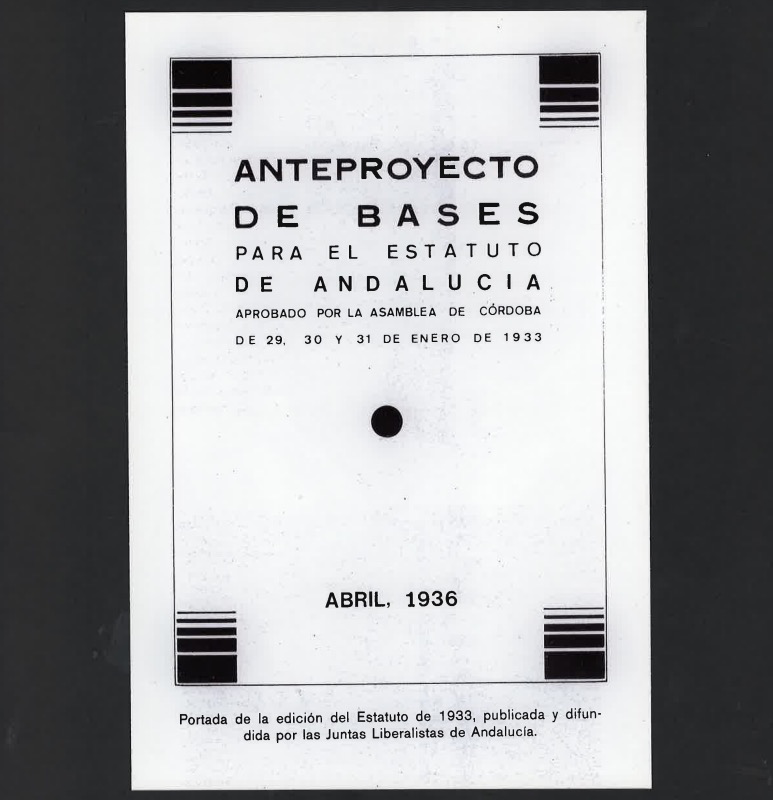 ANTEPROYECTO
DE BASES
PARA EL ESTATUTO
DE ANDALUCIA
APROBADO POR LA ASAMBLEA DE CÓRDOBA
DE 29, 30 Y 31 DE ENERO DE 1933
ABRIL, 1936
Portada de la edición del Estatuto de 1933, publicada y difun-
dida por las Juntas Liberalistas de Andalucía.